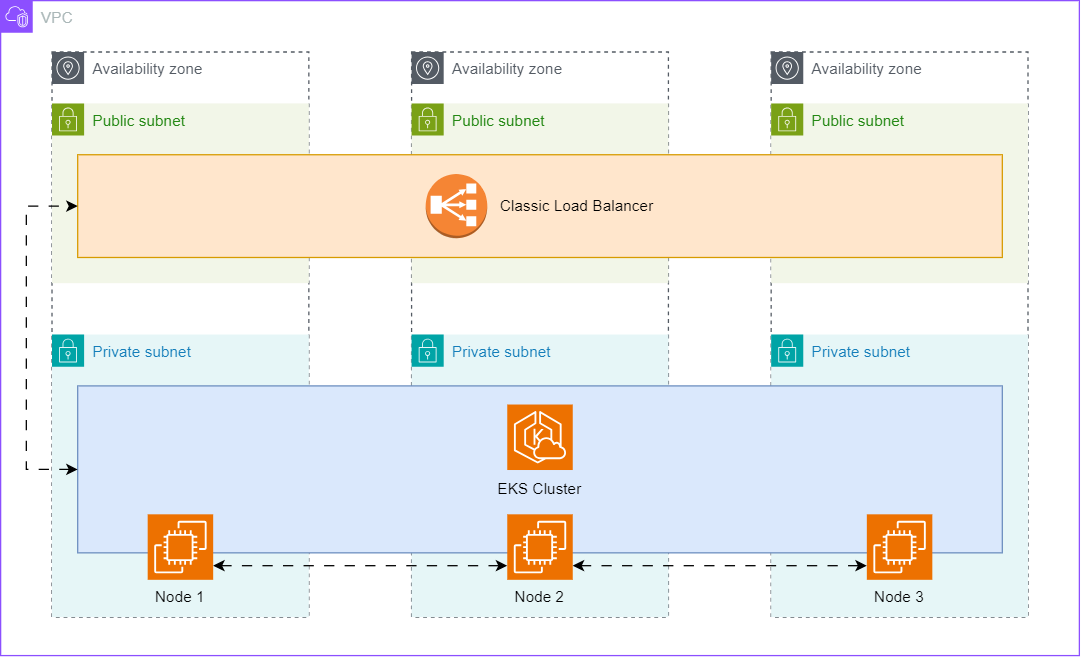 VPC
Availability zone
Availability zone
Availability zone
Public subnet
Public subnet
Public subnet
Classic Load Balancer
Private subnet
Private subnet
Private subnet
K
EKS Cluster
Node 1
Node 2
Node 3